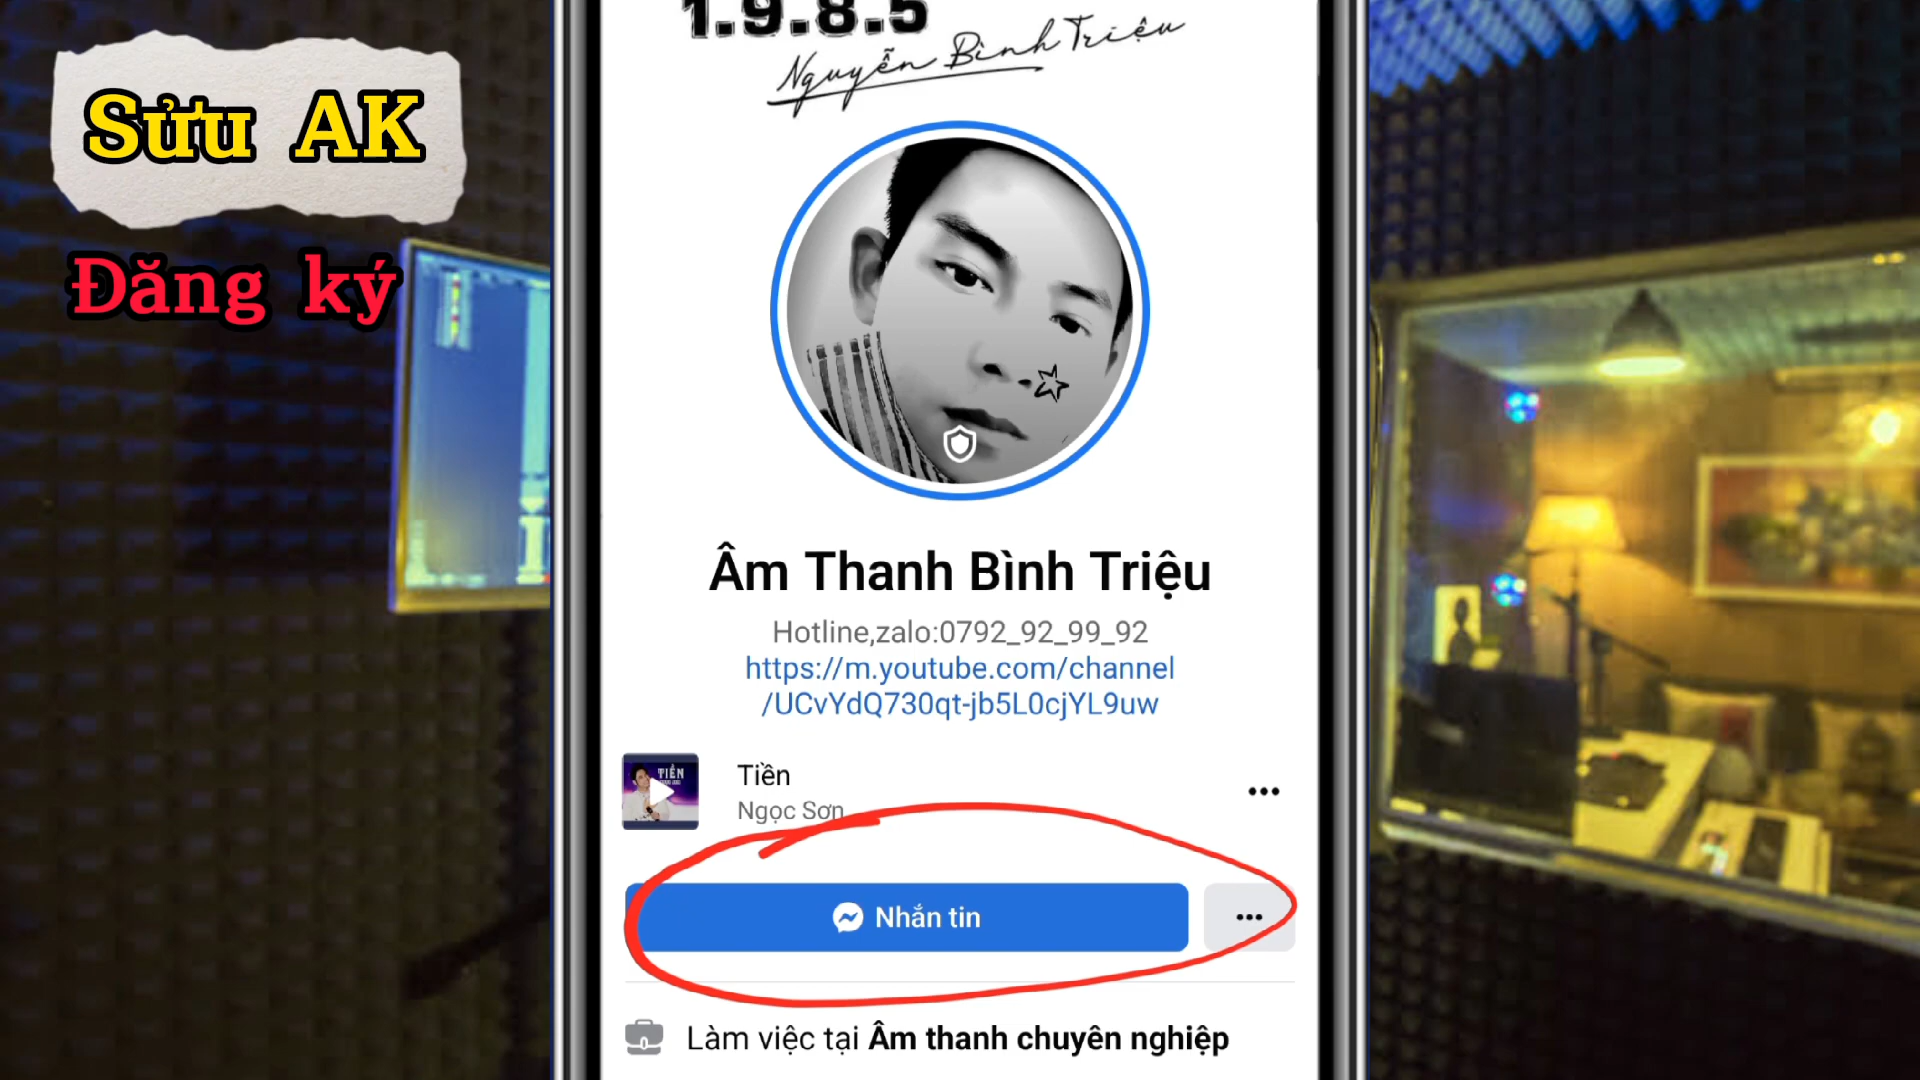 Sửu AK
Đăng ký
1.9.8.5
Nguyễn Bình Triệu
Âm Thanh Bình Triệu
Hotline,zalo:0792_92_99_92
https://m.youtube.com/channel
/UCvYdQ730qt-jb5L0cjYL9uw
TIỀN
Tiền
Ngọc Sơn
Nhắn tin
Làm việc tại Âm thanh chuyên nghiệp